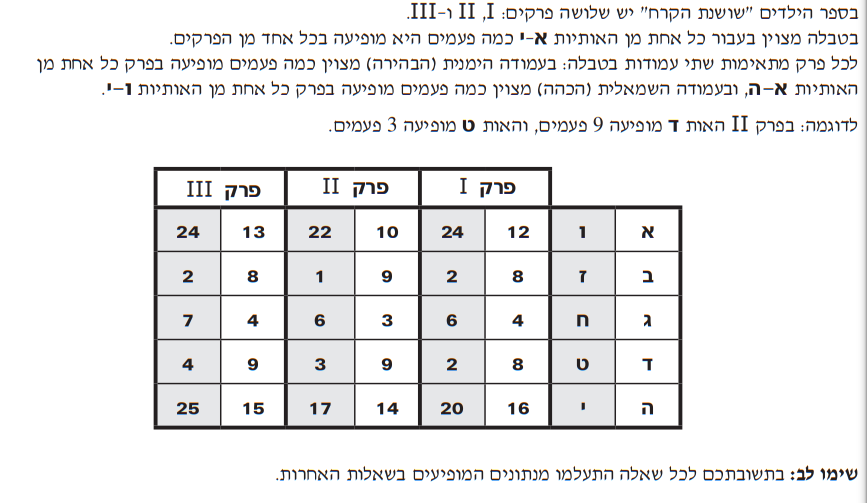 בספר הילדים "שושנת הקרח" יש שלושה פרקים: I, II ו-III.
בטבלה מצוין בעבור כל אחת מן האותיות א-י כמה פעמים היא מופיעה בכל אחד מן הפרקים.
לכל פרק מתאימות שתי עמודות בטבלה: בעמודה הימנית (הבהירה) מצוין כמה פעמים מופיעה בפרק כל אחת מן
האותיות א-ה, ובעמודה השמאלית (הכהה) מצוין כמה פעמים מופיעה בפרק כל אחת מן האותיות ו-י.
לדוגמה: בפרק II האות ד מופיעה 9 פעמים, והאות ט מופיעה 3 פעמים.
פרק I פרק II פרק III
א ו 12 24 10 22 13 24
ב ז 8 2 9 1 8 2
ג ח 4 6 3 6 4 7
ד ט 8 2 9 3 9 4
ה י 16 20 14 17 15 25
שימו לב: בתשובתכם לכל שאלה התעלמו מנתונים המופיעים בשאלות האחרות.